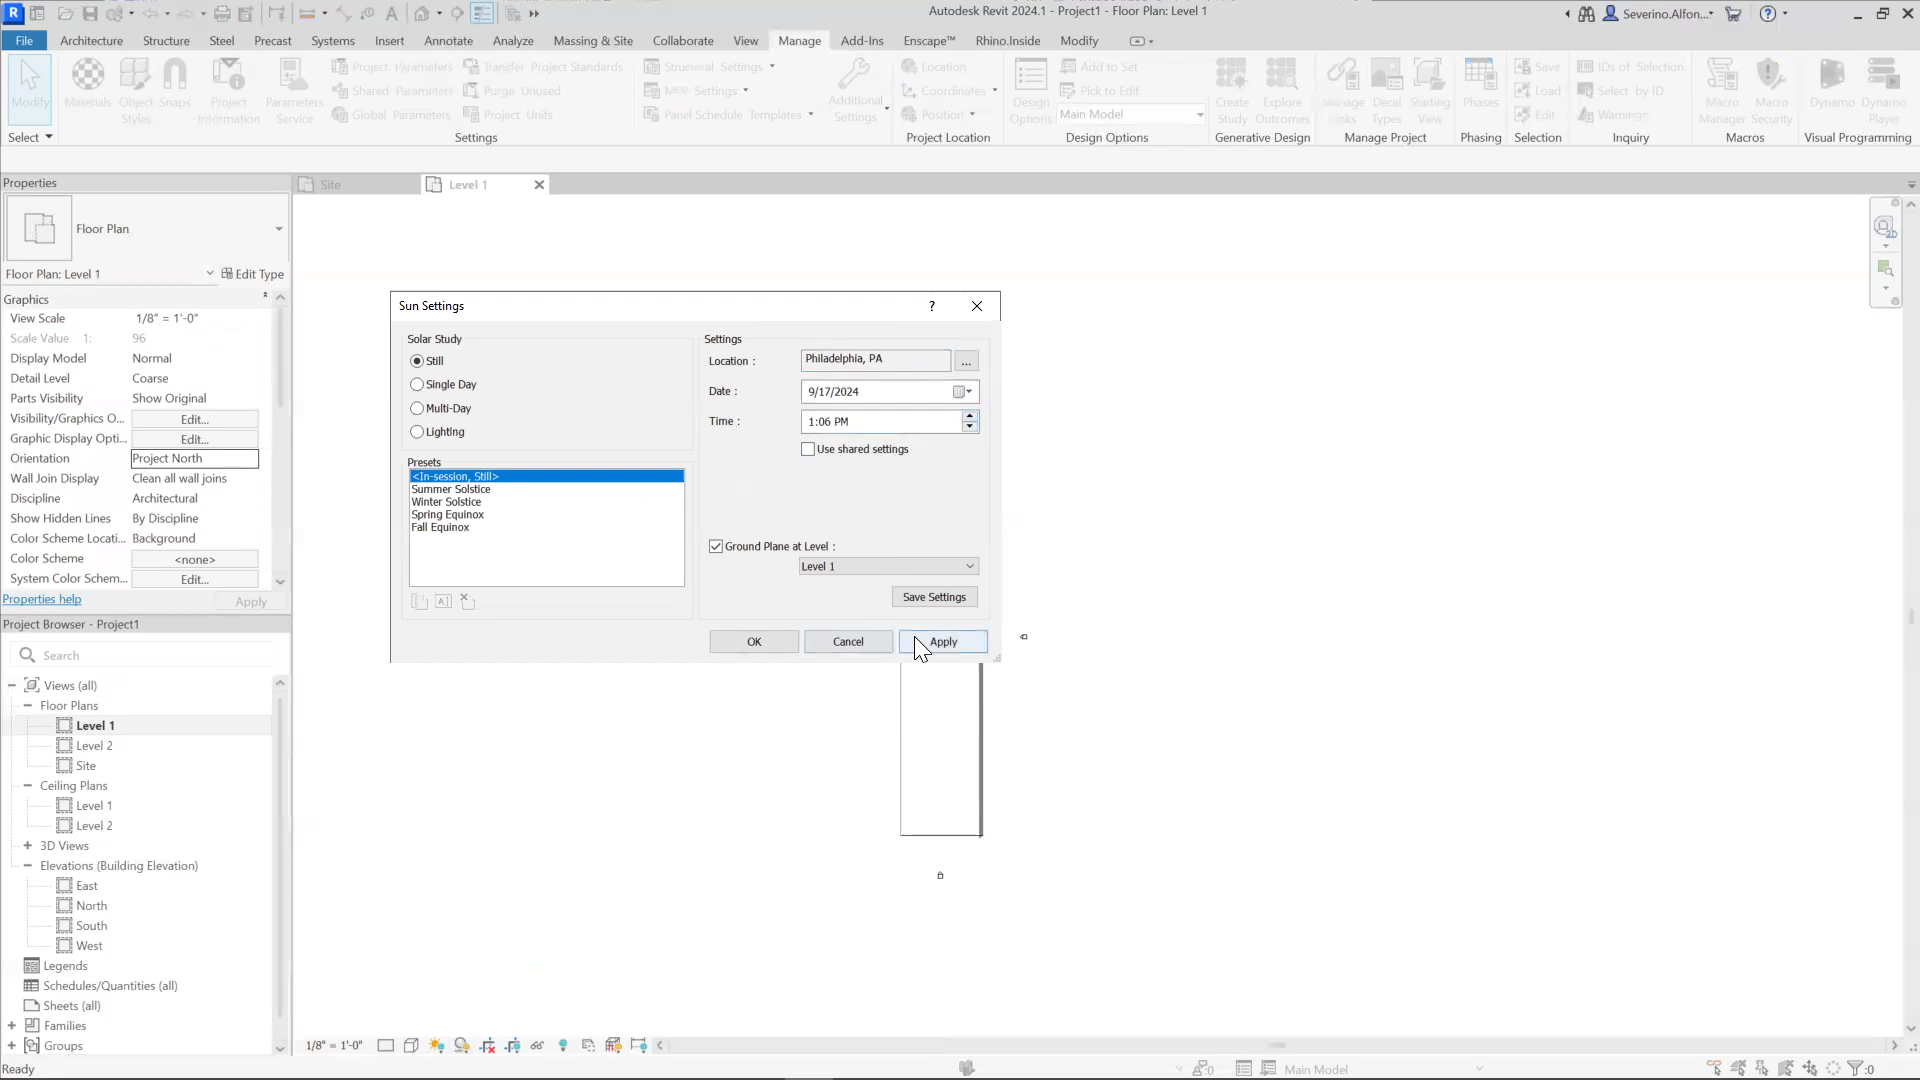 Autodesk Revit 2024.1 - Project1 - Floor Plan: Level 1
Severino.Alfon...
File Architecture Structure Steel Precast Systems Insert Annotate Analyze Massing & Site Collaborate View Manage Add-Ins Enscape™ Rhino.Inside Modify
Modify
Materials
Object Styles
Snaps
Project Information
Parameters Service
Project Parameters
Shared Parameters
Global Parameters
Transfer Project Standards
Purge Unused
Project Units
Structural Settings
MEP Settings
Panel Schedule Templates
Additional Settings
Location
Coordinates
Position
Design Options
Add to Set
Pick to Edit
Main Model
Create Study
Explore Outcomes
Manage Links
Decal Types
Starting View
Phases
Save
Load
Edit
IDs of Selection
Select by ID
Warnings
Macro Manager
Macro Security
Dynamo
Dynamo Player
Select
Settings
Project Location
Design Options
Generative Design
Manage Project
Phasing
Selection
Inquiry
Macros
Visual Programming
Properties
Floor Plan
Floor Plan: Level 1
Edit Type
Graphics
View Scale 1/8" = 1'-0"
Scale Value 1: 96
Display Model Normal
Detail Level Coarse
Parts Visibility Show Original
Visibility/Graphics O... Edit...
Graphic Display Opti... Edit...
Orientation Project North
Wall Join Display Clean all wall joins
Discipline Architectural
Show Hidden Lines By Discipline
Color Scheme Locati... Background
Color Scheme <none>
System Color Schem... Edit...
Properties help
Apply
Project Browser - Project1
Search
Views (all)
Floor Plans
Level 1
Level 2
Site
Ceiling Plans
Level 1
Level 2
3D Views
Elevations (Building Elevation)
East
North
South
West
Legends
Schedules/Quantities (all)
Sheets (all)
Families
Groups
Ready
Site
Level 1
Sun Settings
?
Solar Study
Still
Single Day
Multi-Day
Lighting
Presets
<In-session, Still>
Summer Solstice
Winter Solstice
Spring Equinox
Fall Equinox
Settings
Location : Philadelphia, PA ...
Date : 9/17/2024
Time : 1:06 PM
Use shared settings
Ground Plane at Level :
Level 1
Save Settings
OK
Cancel
Apply
2D
1/8" = 1'-0"
:0
Main Model
:0